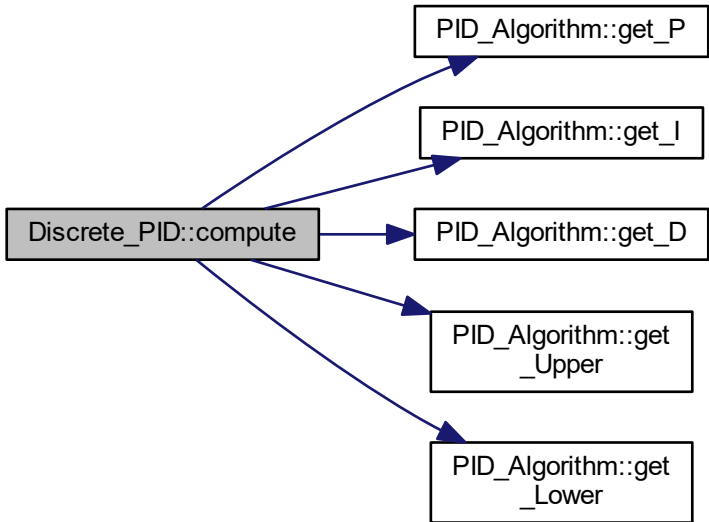 PID_Algorithm::get_P
PID_Algorithm::get_I
Discrete_PID::compute
PID_Algorithm::get_D
PID_Algorithm::get
_Upper
PID_Algorithm::get
_Lower